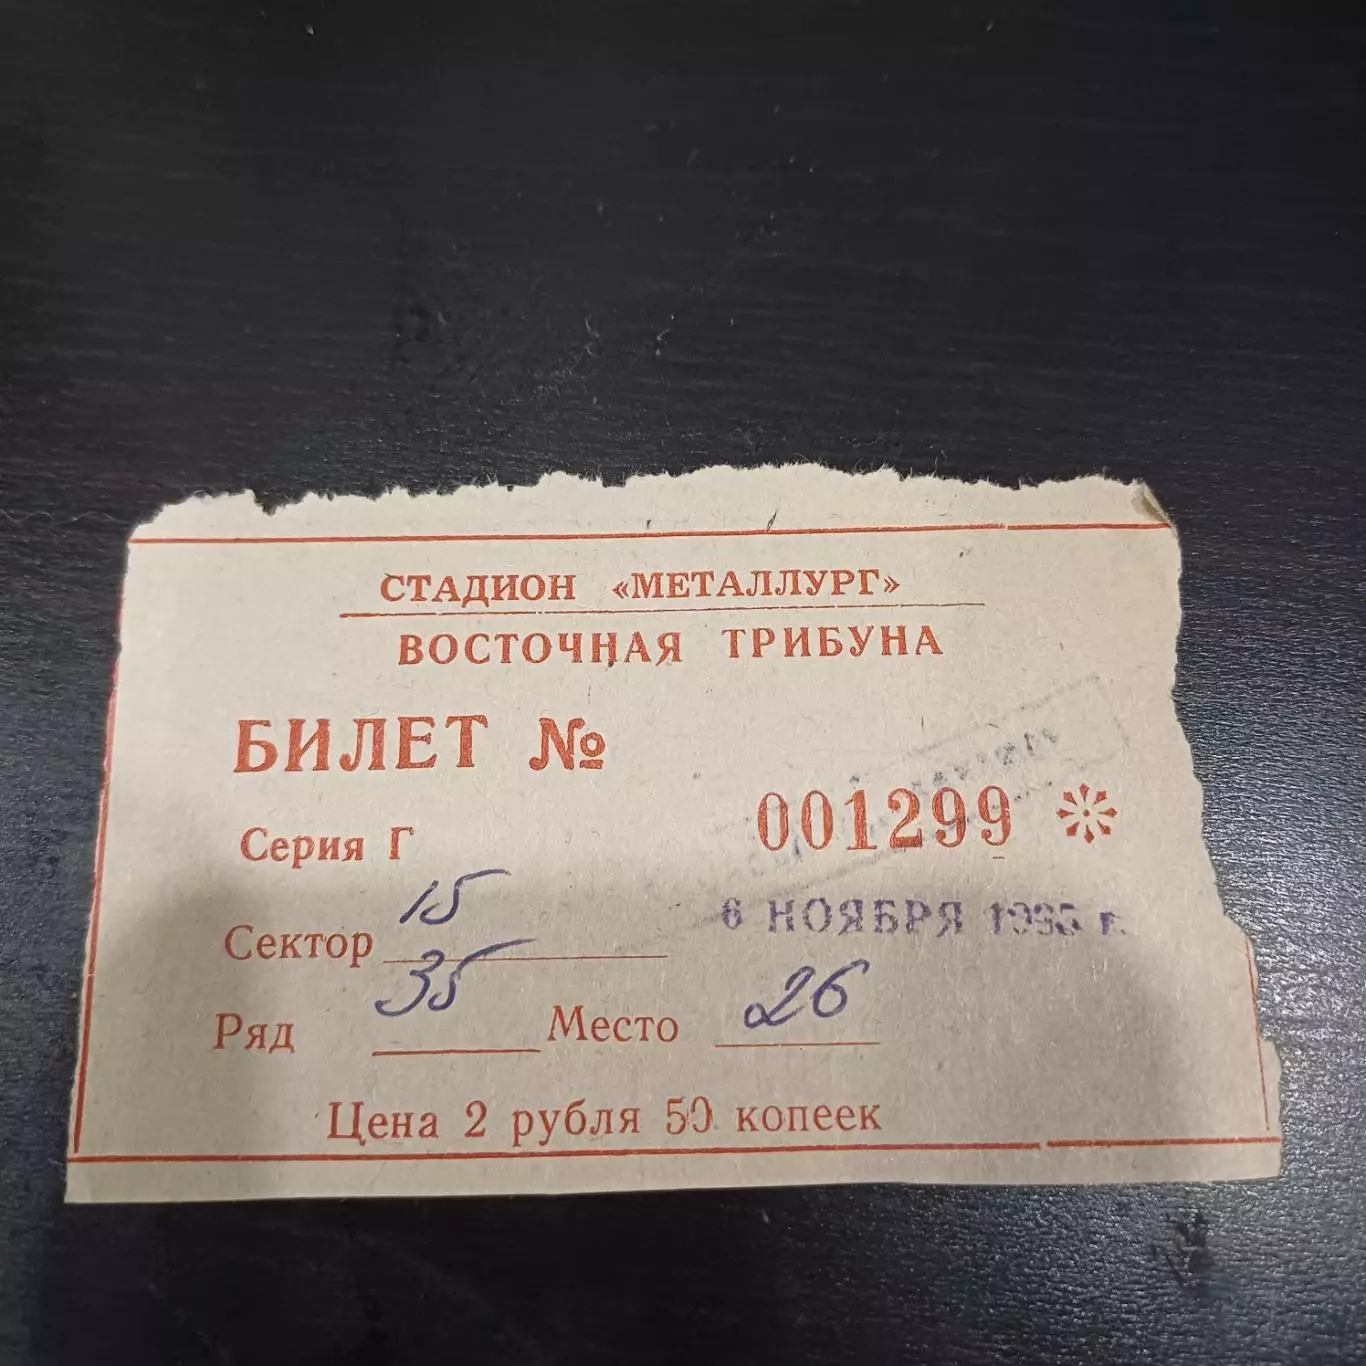 СТАДИОН «МЕТАЛЛУРГ»
ВОСТОЧНАЯ ТРИБУНА
БИЛЕТ №
001299
Серия Г
6 НОЯБРЯ г.
Сектор 15
Ряд 35 Место 26
Цена 2 рубля 50 копеек